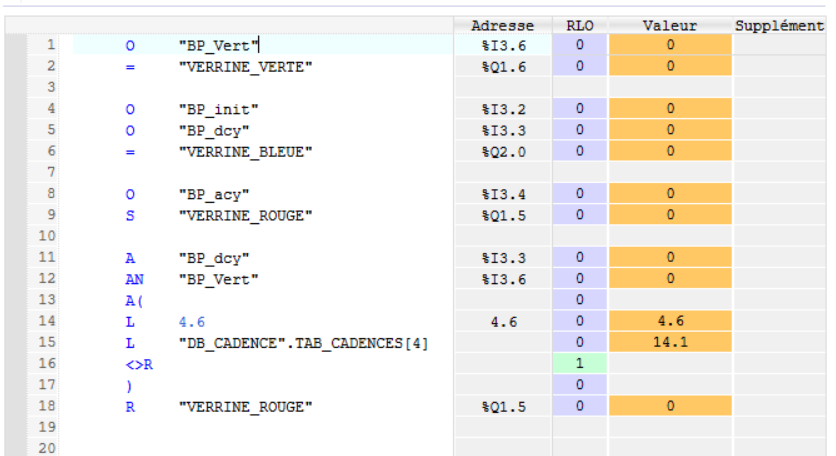 Adresse RLO Valeur Supplément
1 O "BP_Vert" %I3.6 0 0
2 = "VERRINE_VERTE" %Q1.6 0 0
3
4 O "BP_init" %I3.2 0 0
5 O "BP_dcy" %I3.3 0 0
6 = "VERRINE_BLEUE" %Q2.0 0 0
7
8 O "BP_acy" %I3.4 0 0
9 S "VERRINE_ROUGE" %Q1.5 0 0
10
11 A "BP_dcy" %I3.3 0 0
12 AN "BP_Vert" %I3.6 0 0
13 A( 0
14 L 4.6 4.6 0 4.6
15 L "DB_CADENCE".TAB_CADENCES[4] 0 14.1
16 <>R 1
17 ) 0
18 R "VERRINE_ROUGE" %Q1.5 0 0
19
20